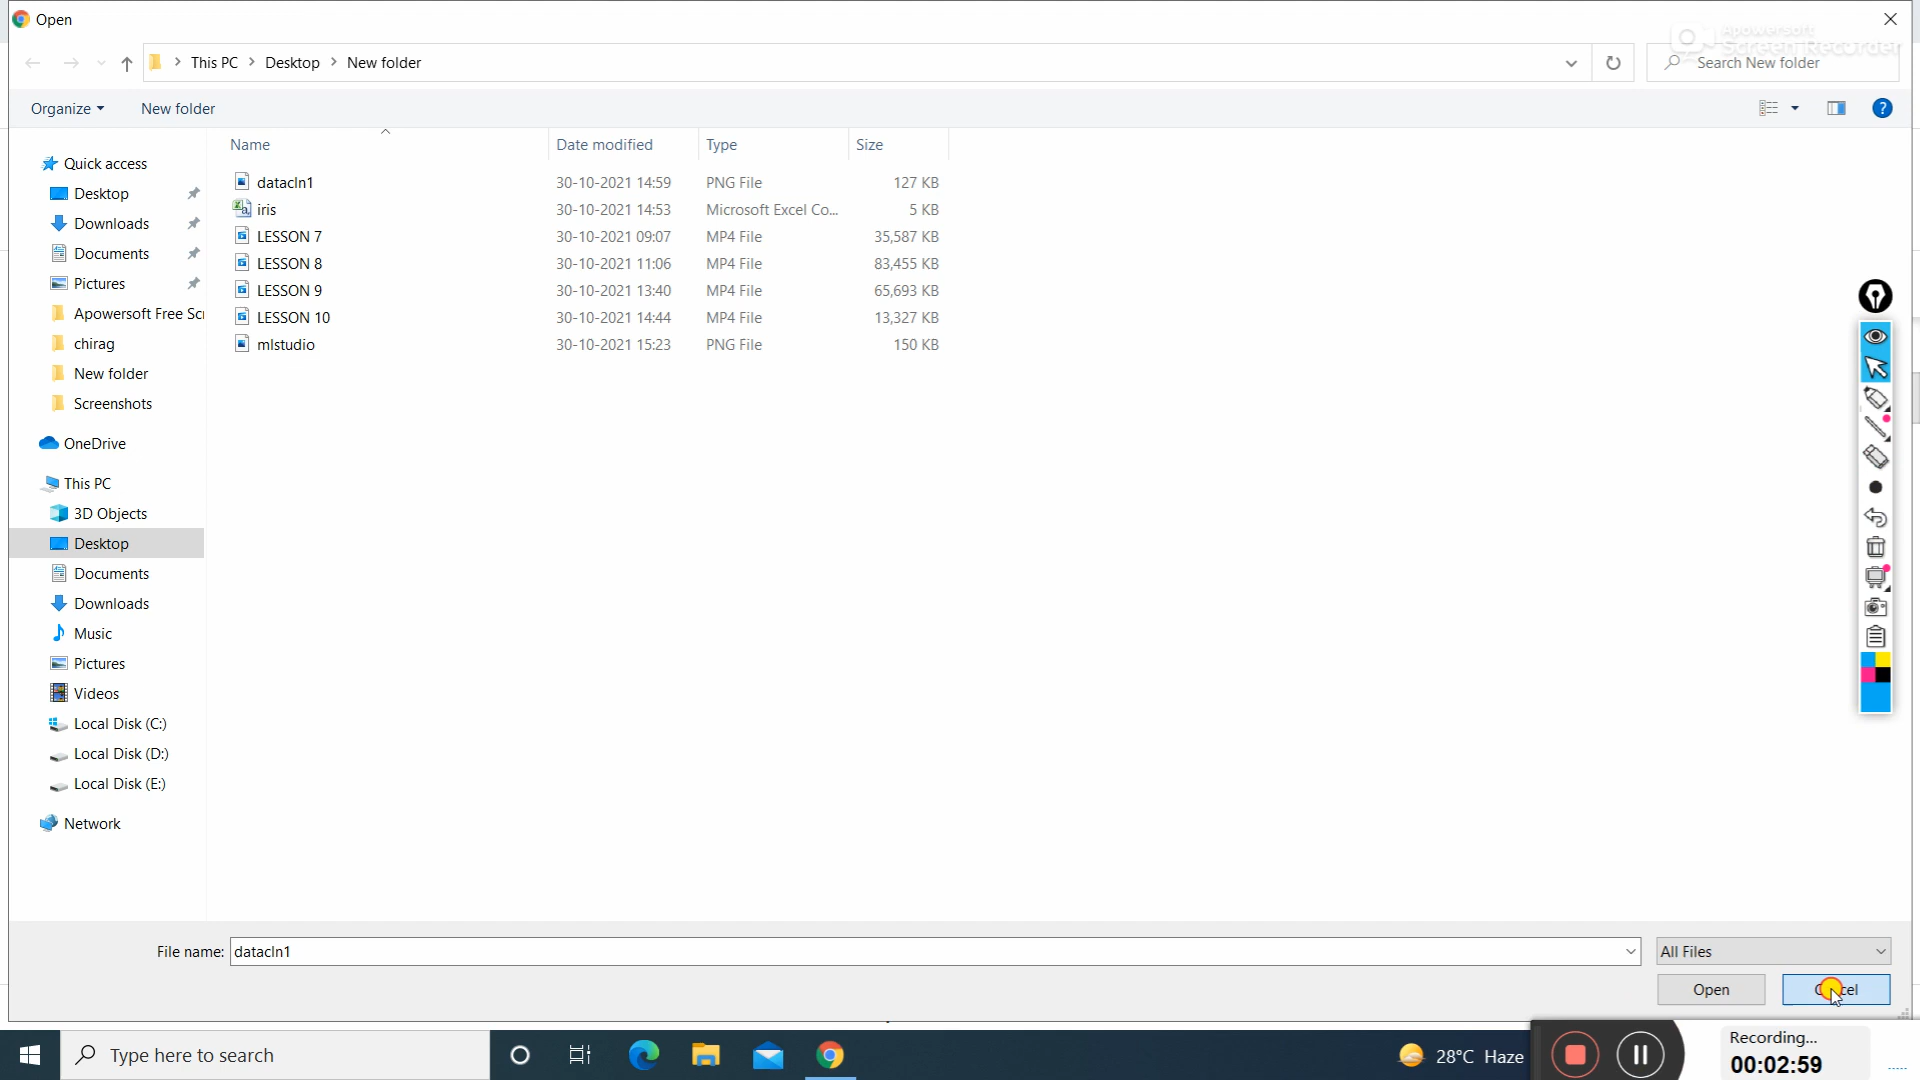 Open
Apowersoft
Screen Recorder
This PC > Desktop > New folder
Search New folder
Organize
New folder
Name
Date modified
Type
Size
Quick access
Desktop
Downloads
Documents
Pictures
Apowersoft Free Scr
chirag
New folder
Screenshots
OneDrive
This PC
3D Objects
Desktop
Documents
Downloads
Music
Pictures
Videos
Local Disk (C:)
Local Disk (D:)
Local Disk (E:)
Network
datacln1 30-10-2021 14:59 PNG File 127 KB
iris 30-10-2021 14:53 Microsoft Excel Co... 5 KB
LESSON 7 30-10-2021 09:07 MP4 File 35,587 KB
LESSON 8 30-10-2021 11:06 MP4 File 83,455 KB
LESSON 9 30-10-2021 13:40 MP4 File 65,693 KB
LESSON 10 30-10-2021 14:44 MP4 File 13,327 KB
mlstudio 30-10-2021 15:23 PNG File 150 KB
File name: datacln1
All Files
Open
Cancel
Type here to search
28°C Haze
Recording...
00:02:59